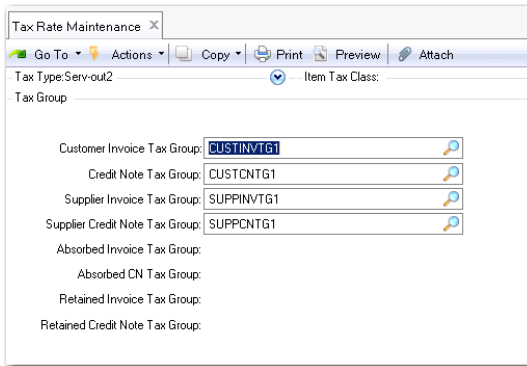 Tax Rate Maintenance
Go To Actions Copy Print Preview Attach
Tax Type:Serv-out2 Item Tax Class:
Tax Group
Customer Invoice Tax Group: CUSTINVTG1
Credit Note Tax Group: CUSTCNTG1
Supplier Invoice Tax Group: SUPPINVTG1
Supplier Credit Note Tax Group: SUPPCNTG1
Absorbed Invoice Tax Group:
Absorbed CN Tax Group:
Retained Invoice Tax Group:
Retained Credit Note Tax Group: